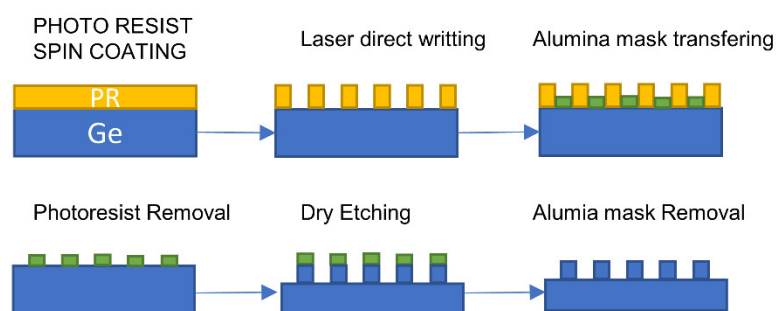 PHOTO RESIST
SPIN COATING
Laser direct writting
Alumina mask transfering
PR
Ge
Photoresist Removal
Dry Etching
Alumia mask Removal